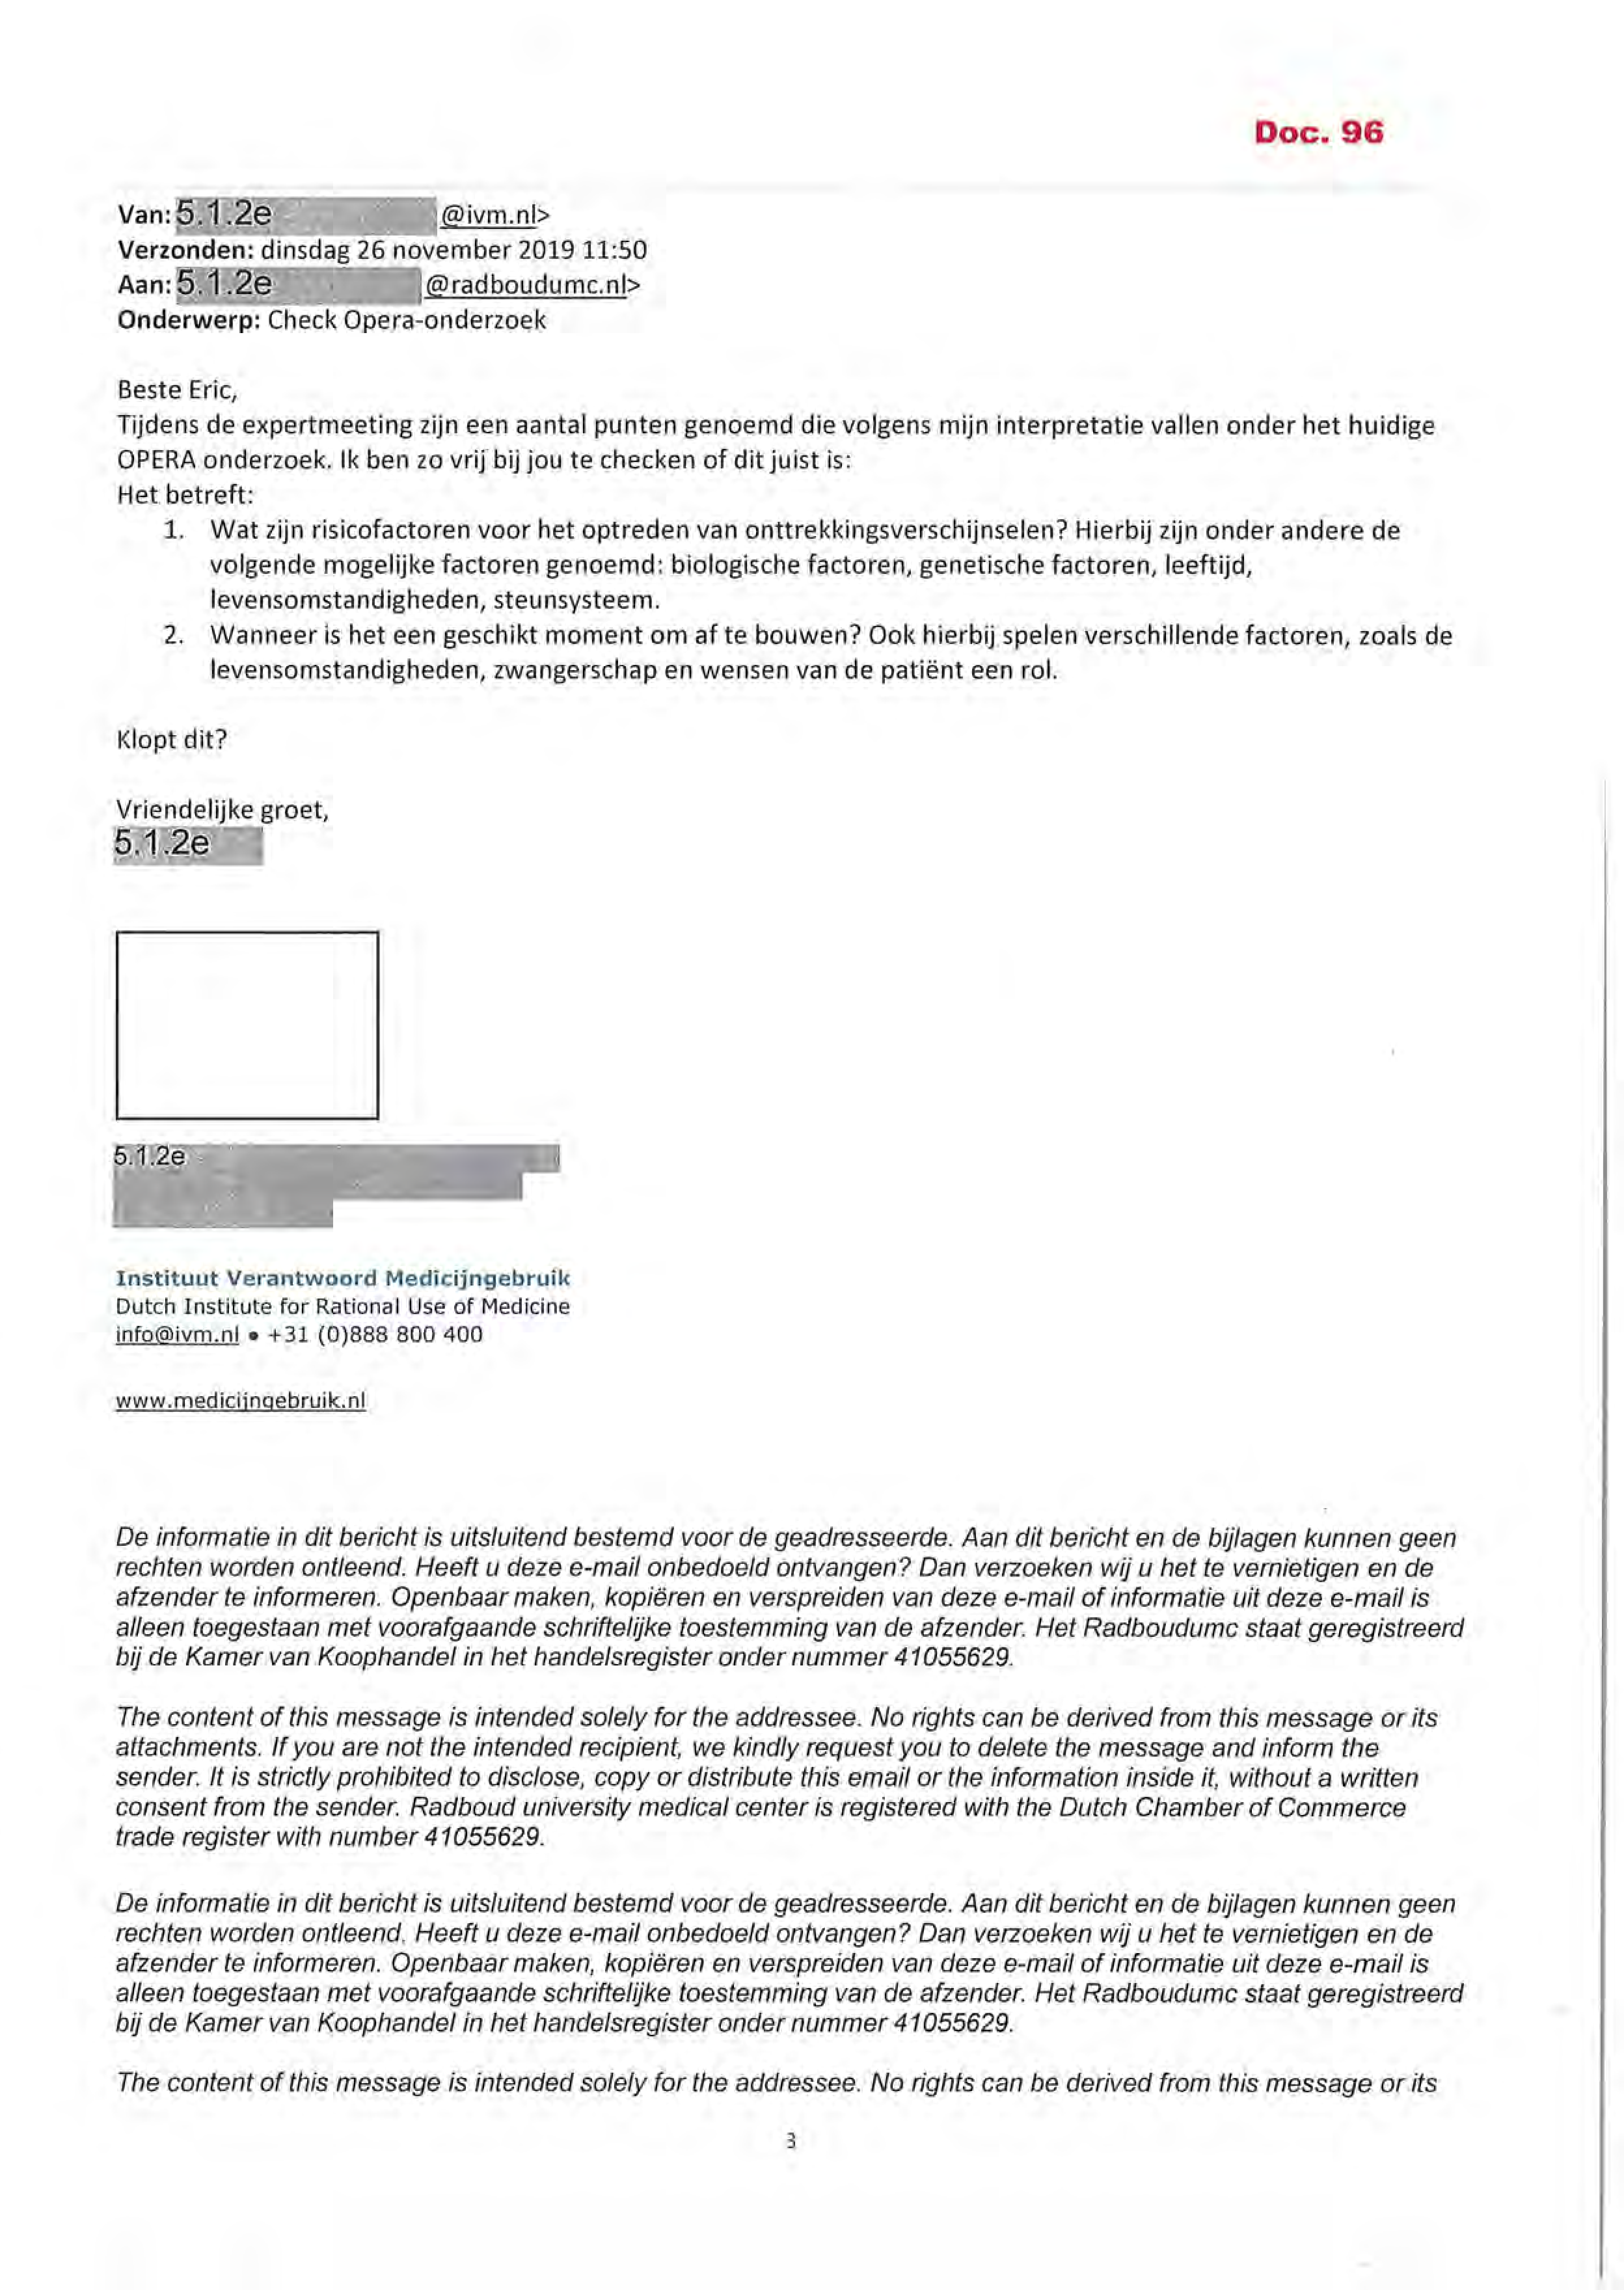 Doc. 96
Van: 5.1.2e @ivm.nl>
Verzonden: dinsdag 26 november 2019 11:50
Aan: 5.1.2e @radboudumc.nl>
Onderwerp: Check Opera-onderzoek
Beste Eric,
Tijdens de expertmeeting zijn een aantal punten genoemd die volgens mijn interpretatie vallen onder het huidige
OPERA onderzoek. Ik ben zo vrij bij jou te checken of dit juist is:
Het betreft:
1. Wat zijn risicofactoren voor het optreden van onttrekkingsverschijnselen? Hierbij zijn onder andere de
volgende mogelijke factoren genoemd: biologische factoren, genetische factoren, leeftijd,
levensomstandigheden, steunsysteem.
2. Wanneer is het een geschikt moment om af te bouwen? Ook hierbij spelen verschillende factoren, zoals de
levensomstandigheden, zwangerschap en wensen van de patiënt een rol.
Klopt dit?
Vriendelijke groet,
5.1.2e
5.1.2e
Instituut Verantwoord Medicijngebruik
Dutch Institute for Rational Use of Medicine
info@ivm.nl • +31 (0)888 800 400
www.medicijngebruik.nl
De informatie in dit bericht is uitsluitend bestemd voor de geadresseerde. Aan dit bericht en de bijlagen kunnen geen
rechten worden ontleend. Heeft u deze e-mail onbedoeld ontvangen? Dan verzoeken wij u het te vernietigen en de
afzender te informeren. Openbaar maken, kopiëren en verspreiden van deze e-mail of informatie uit deze e-mail is
alleen toegestaan met voorafgaande schriftelijke toestemming van de afzender. Het Radboudumc staat geregistreerd
bij de Kamer van Koophandel in het handelsregister onder nummer 41055629.
The content of this message is intended solely for the addressee. No rights can be derived from this message or its
attachments. If you are not the intended recipient, we kindly request you to delete the message and inform the
sender. It is strictly prohibited to disclose, copy or distribute this email or the information inside it, without a written
consent from the sender. Radboud university medical center is registered with the Dutch Chamber of Commerce
trade register with number 41055629.
De informatie in dit bericht is uitsluitend bestemd voor de geadresseerde. Aan dit bericht en de bijlagen kunnen geen
rechten worden ontleend. Heeft u deze e-mail onbedoeld ontvangen? Dan verzoeken wij u het te vernietigen en de
afzender te informeren. Openbaar maken, kopiëren en verspreiden van deze e-mail of informatie uit deze e-mail is
alleen toegestaan met voorafgaande schriftelijke toestemming van de afzender. Het Radboudumc staat geregistreerd
bij de Kamer van Koophandel in het handelsregister onder nummer 41055629.
The content of this message is intended solely for the addressee. No rights can be derived from this message or its
3